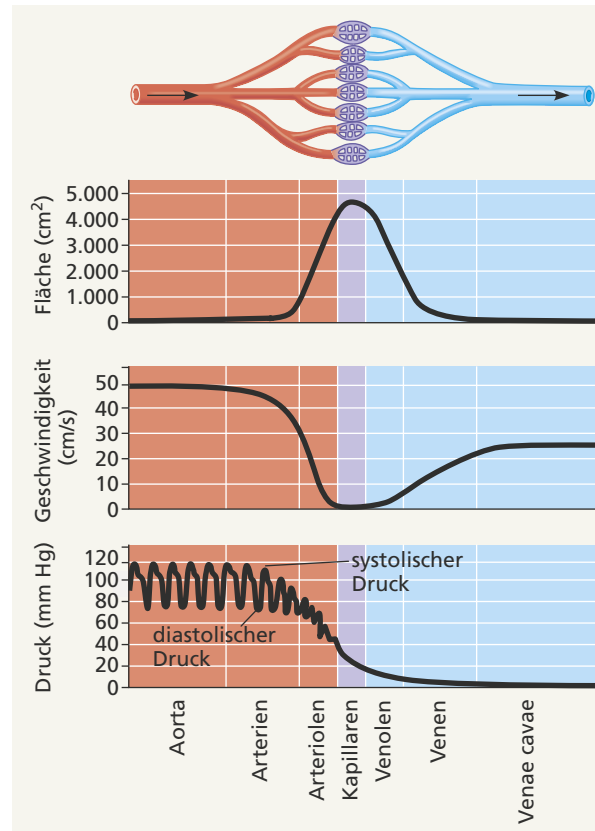 Fläche (cm²)
5.000
4.000
3.000
2.000
1.000
0
Geschwindigkeit
(cm/s)
50
40
30
20
10
0
Druck (mm Hg)
120
100
80
60
40
20
0
systolischer
Druck
diastolischer
Druck
Aorta
Arterien
Arteriolen
Kapillaren
Venolen
Venen
Venae cavae